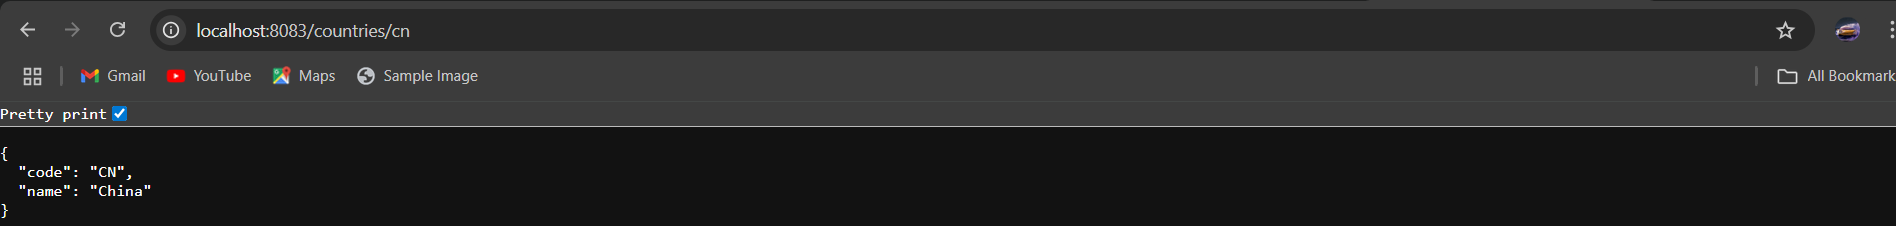 localhost:8083/countries/cn
Gmail YouTube Maps Sample Image All Bookmark
Pretty print
{
"code": "CN",
"name": "China"
}